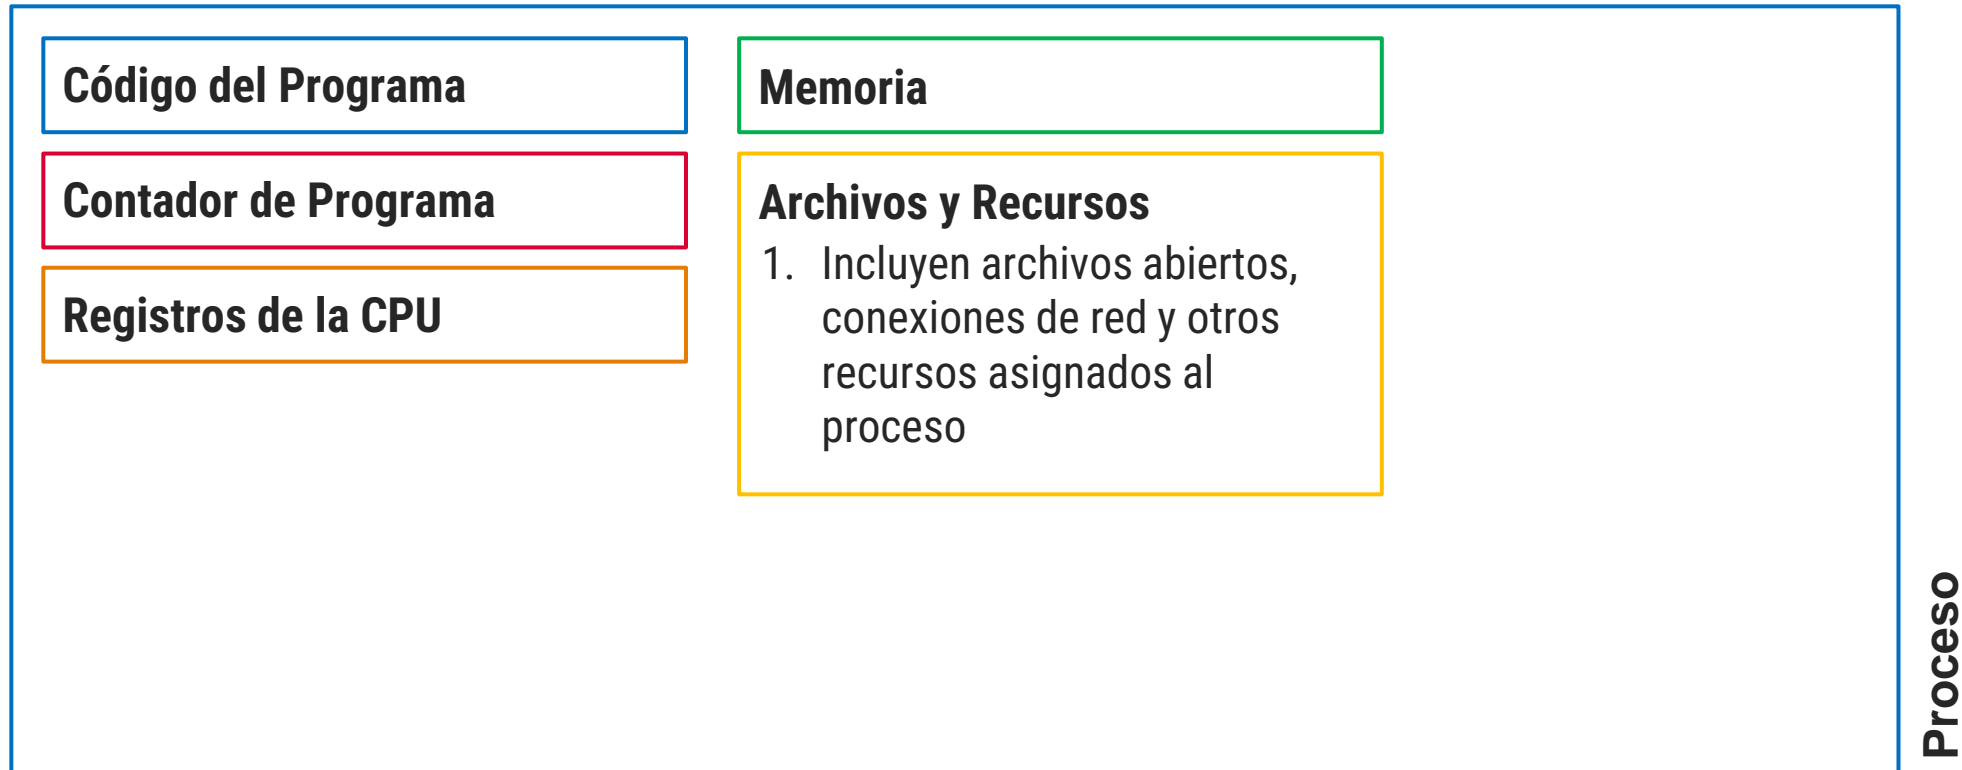 Código del Programa
Contador de Programa
Registros de la CPU
Memoria
Archivos y Recursos
1. Incluyen archivos abiertos,
conexiones de red y otros
recursos asignados al
proceso
Proceso